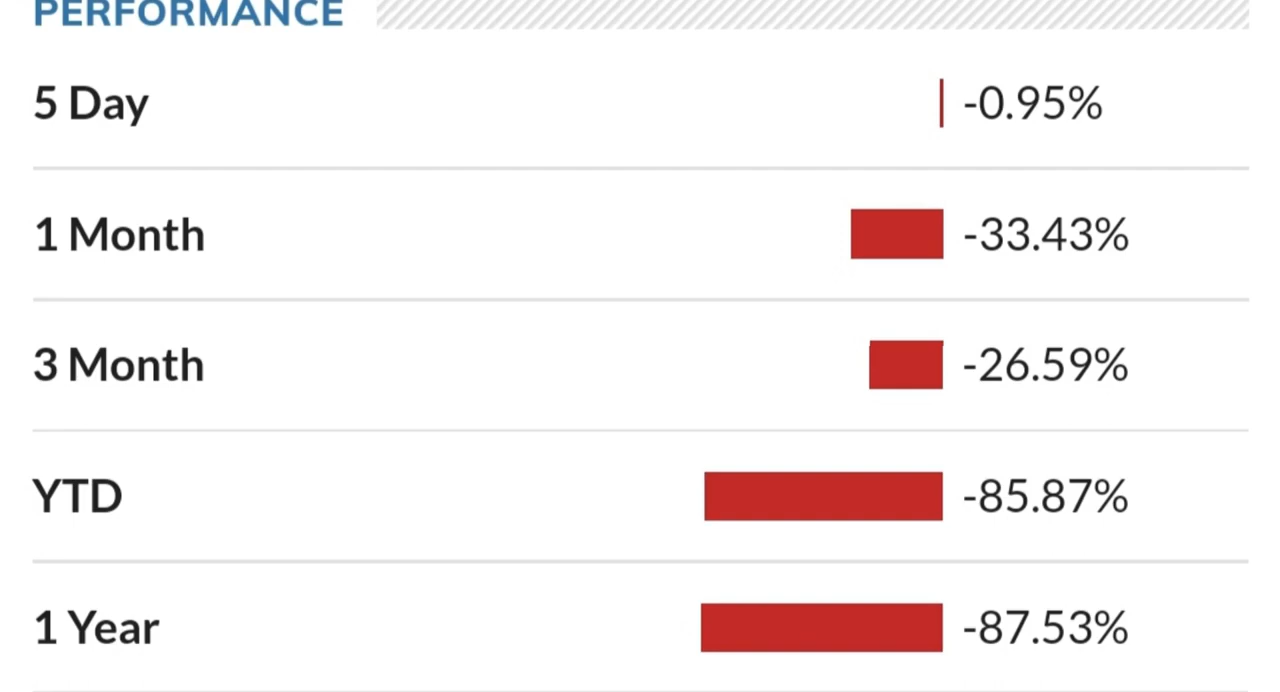 PERFORMANCE
5 Day -0.95%
1 Month -33.43%
3 Month -26.59%
YTD -85.87%
1 Year -87.53%